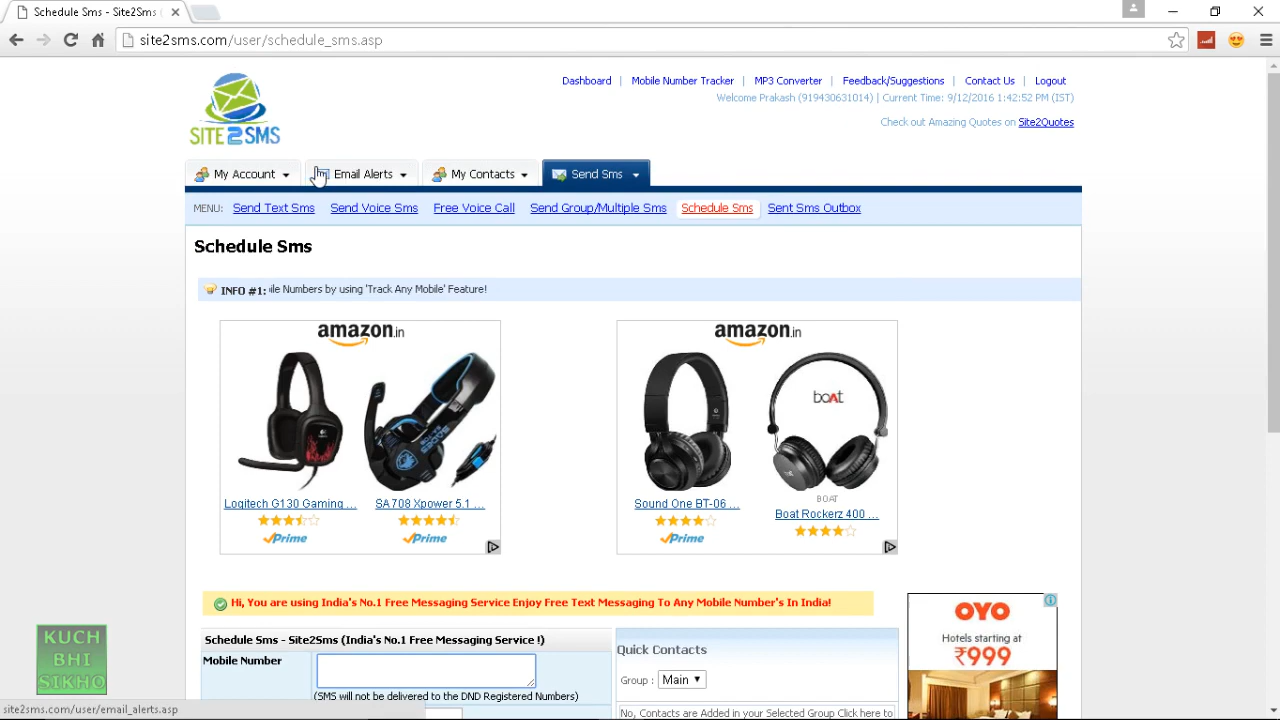 Schedule Sms - Site2Sms
site2sms.com/user/schedule_sms.asp
SITE2SMS
Dashboard | Mobile Number Tracker | MP3 Converter | Feedback/Suggestions | Contact Us | Logout
Welcome Prakash (919430631014) | Current Time: 9/12/2016 1:42:52 PM (IST)
Check out Amazing Quotes on Site2Quotes
My Account Email Alerts My Contacts Send Sms
MENU: Send Text Sms Send Voice Sms Free Voice Call Send Group/Multiple Sms Schedule Sms Sent Sms Outbox
Schedule Sms
INFO #1: ile Numbers by using 'Track Any Mobile' Feature!
amazon.in
Logitech G130 Gaming ...
SA708 Xpower 5.1 ...
Prime
Prime
amazon.in
boAt
BOAT
Sound One BT-06 ...
Boat Rockerz 400 ...
Prime
Hi, You are using India's No.1 Free Messaging Service Enjoy Free Text Messaging To Any Mobile Number's In India!
Schedule Sms - Site2Sms (India's No.1 Free Messaging Service !)
Mobile Number
(SMS will not be delivered to the DND Registered Numbers)
Quick Contacts
Group : Main
No, Contacts are Added in your Selected Group Click here to
OYO
Hotels starting at
₹999
KUCH
BHI
SIKHO
site2sms.com/user/email_alerts.asp